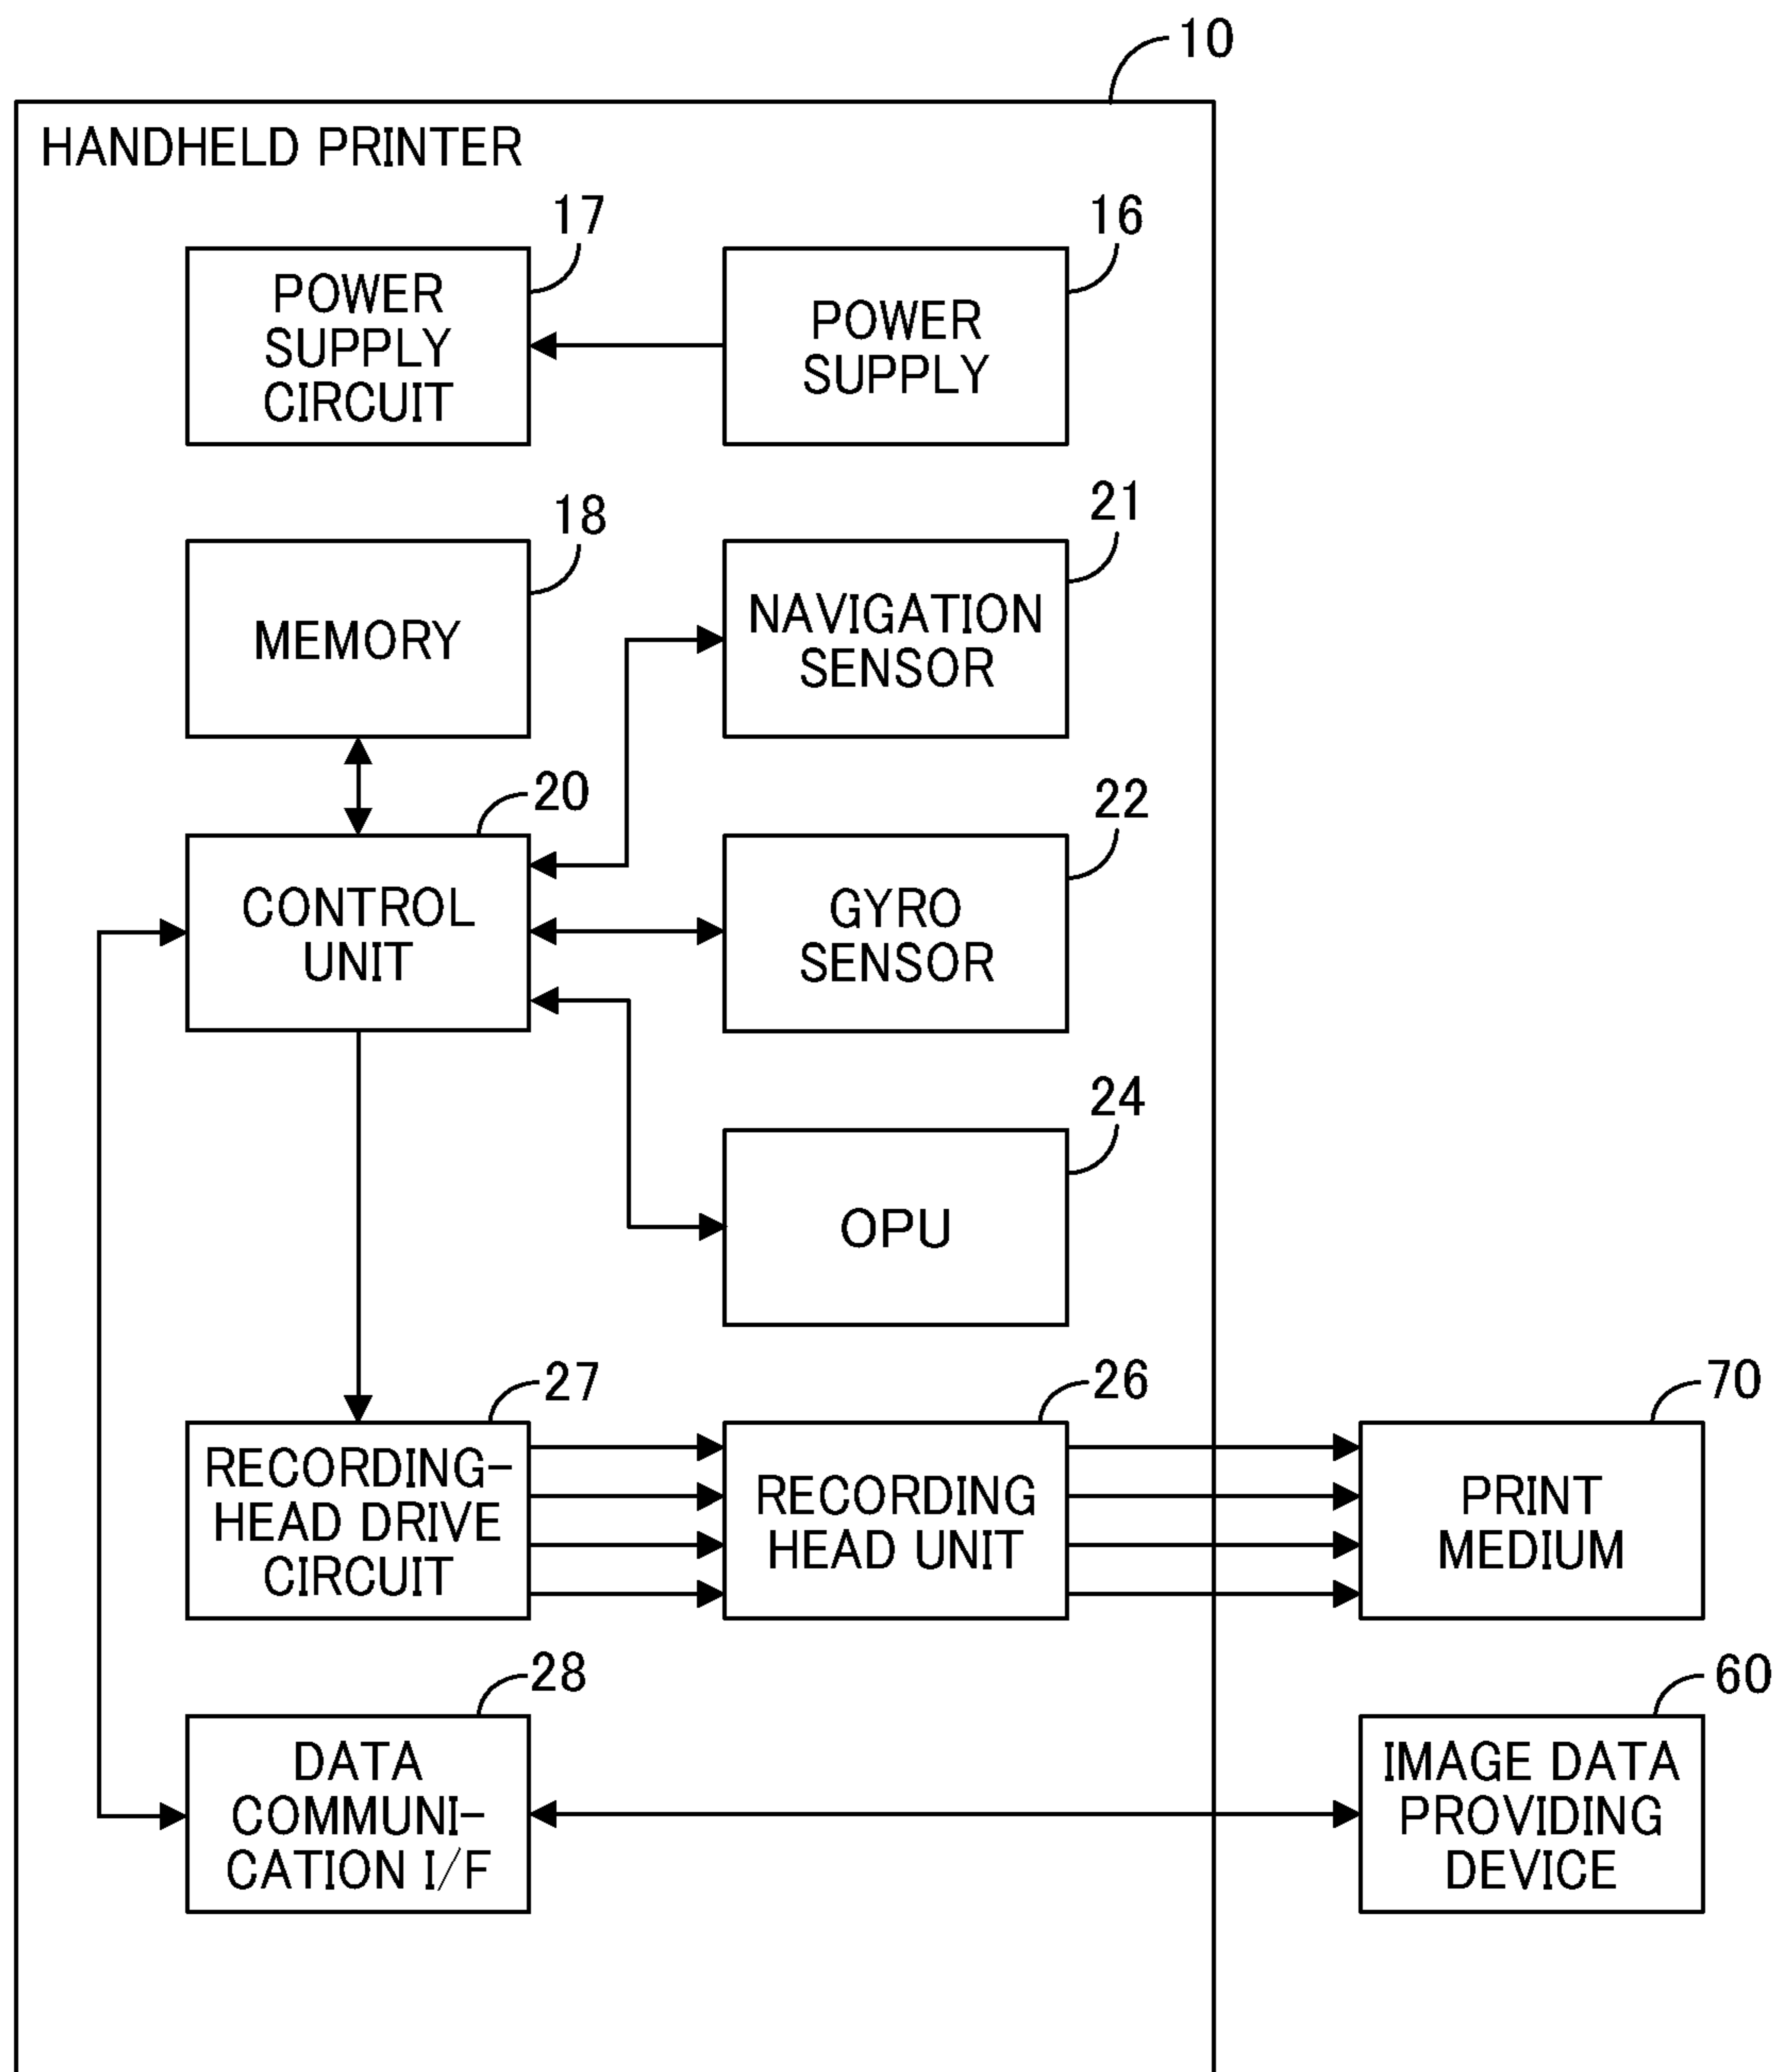 10
HANDHELD PRINTER
17
16
POWER
SUPPLY
CIRCUIT
POWER
SUPPLY
18
21
MEMORY
NAVIGATION
SENSOR
20
22
CONTROL
UNIT
GYRO
SENSOR
24
OPU
27
26
70
RECORDING-
HEAD DRIVE
CIRCUIT
RECORDING
HEAD UNIT
PRINT
MEDIUM
28
60
DATA
COMMUNI-
CATION I/F
IMAGE DATA
PROVIDING
DEVICE